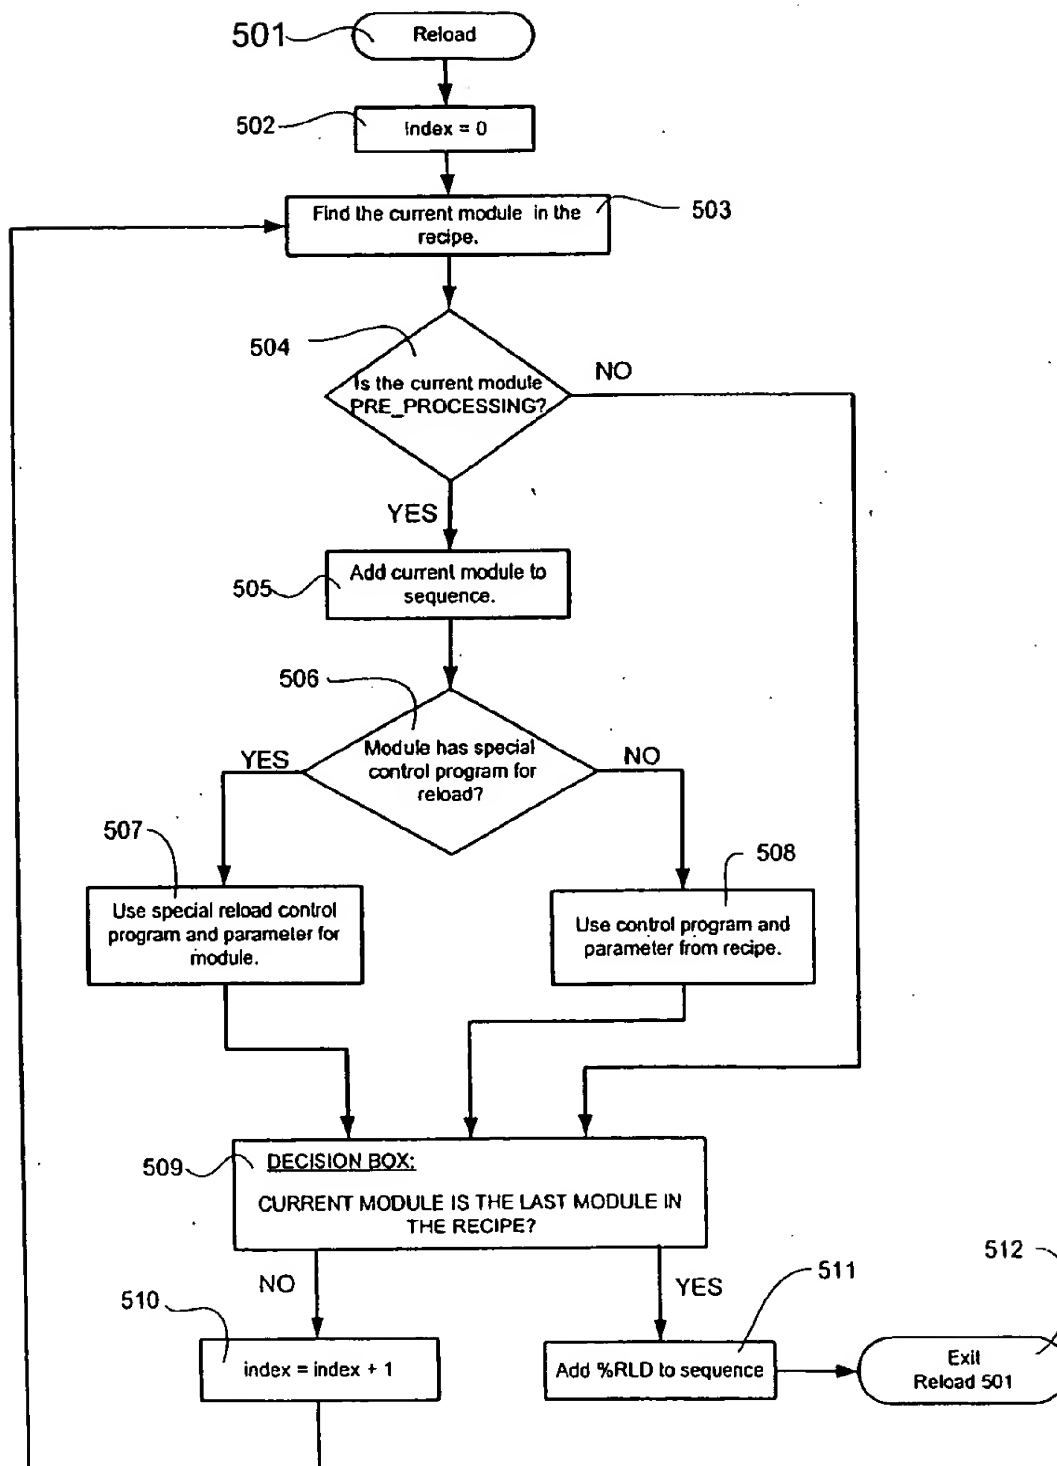 501
Reload
502
index = 0
Find the current module in the
recipe.
503
504
Is the current module
PRE_PROCESSING?
NO
YES
505
Add current module to
sequence.
506
Module has special
control program for
reload?
YES
NO
507
508
Use special reload control
program and parameter for
module.
Use control program and
parameter from recipe.
509
DECISION BOX:
CURRENT MODULE IS THE LAST MODULE IN
THE RECIPE?
NO
YES
510
511
512
index = index + 1
Add %RLD to sequence
Exit
Reload 501